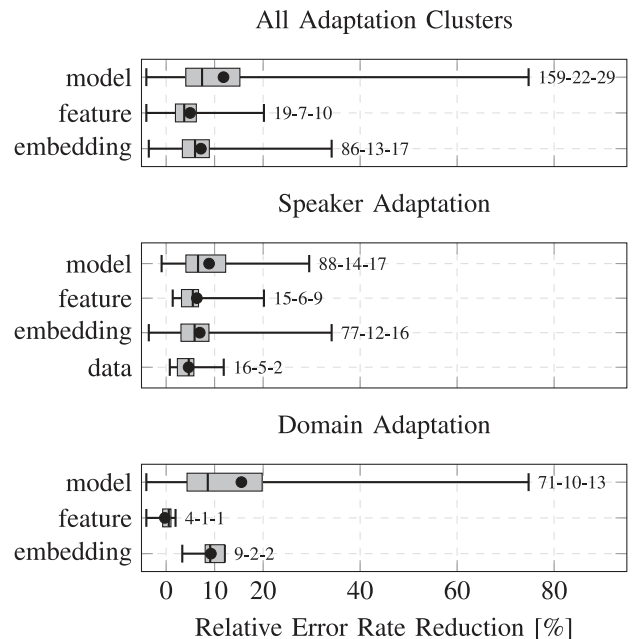 All Adaptation Clusters
model 159-22-29
feature 19-7-10
embedding 86-13-17
Speaker Adaptation
model 88-14-17
feature 15-6-9
embedding 77-12-16
data 16-5-2
Domain Adaptation
model 71-10-13
feature 4-1-1
embedding 9-2-2
0 10 20 40 60 80
Relative Error Rate Reduction [%]